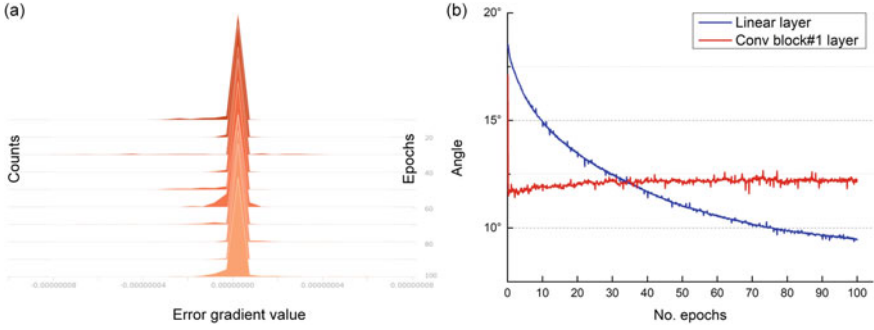 (a)
Counts
Epochs
20
40
60
80
100
-0.00000008
-0.00000004
0.0000000
0.00000004
0.00000008
Error gradient value
(b)
20°
15°
10°
Angle
Linear layer
Conv block#1 layer
0 10 20 30 40 50 60 70 80 90 100
No. epochs